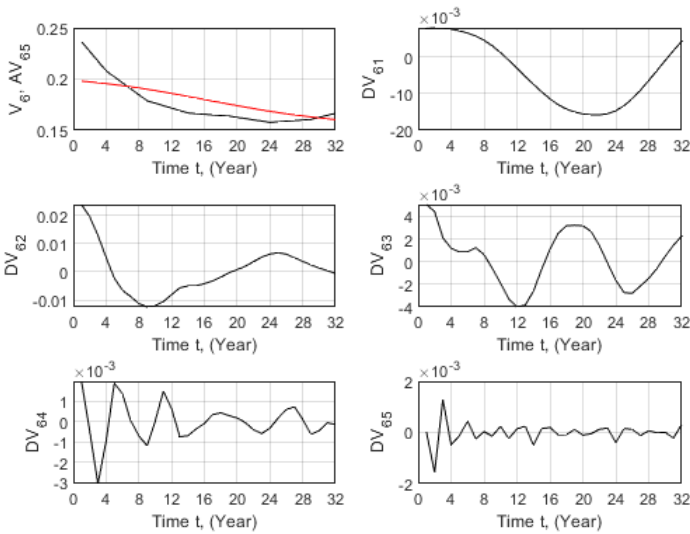 0.25
0.2
0.15
V₆, AV₆₅
0 4 8 12 16 20 24 28 32
Time t, (Year)
×10⁻³
0
-10
-20
DV₆₁
0 4 8 12 16 20 24 28 32
Time t, (Year)
0.02
0.01
0
-0.01
DV₆₂
0 4 8 12 16 20 24 28 32
Time t, (Year)
×10⁻³
4
2
0
-2
-4
DV₆₃
0 4 8 12 16 20 24 28 32
Time t, (Year)
×10⁻³
1
0
-1
-2
-3
DV₆₄
0 4 8 12 16 20 24 28 32
Time t, (Year)
×10⁻³
2
0
-2
DV₆₅
0 4 8 12 16 20 24 28 32
Time t, (Year)